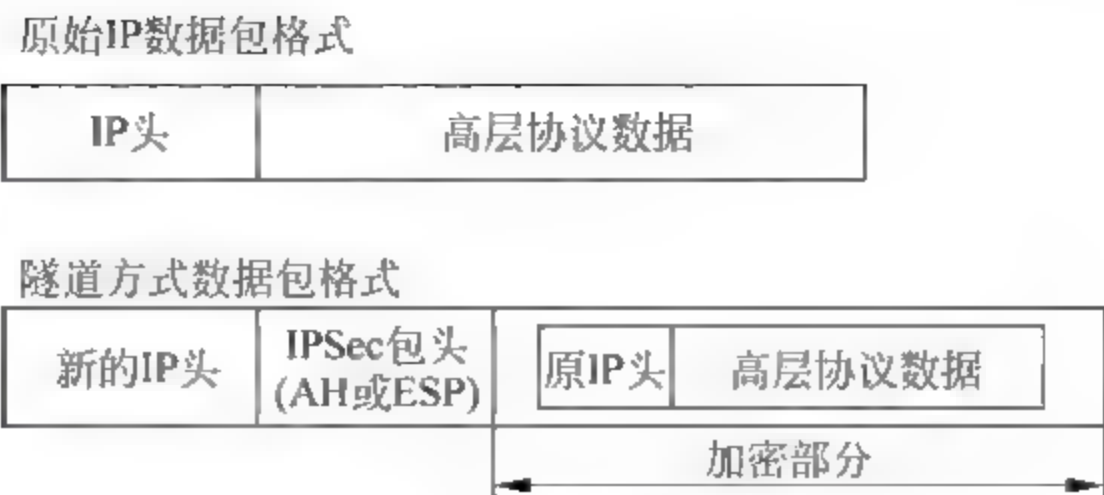 原始IP数据包格式
IP头 高层协议数据
隧道方式数据包格式
新的IP头 IPSec包头 原IP头 高层协议数据
(AH或ESP)
加密部分